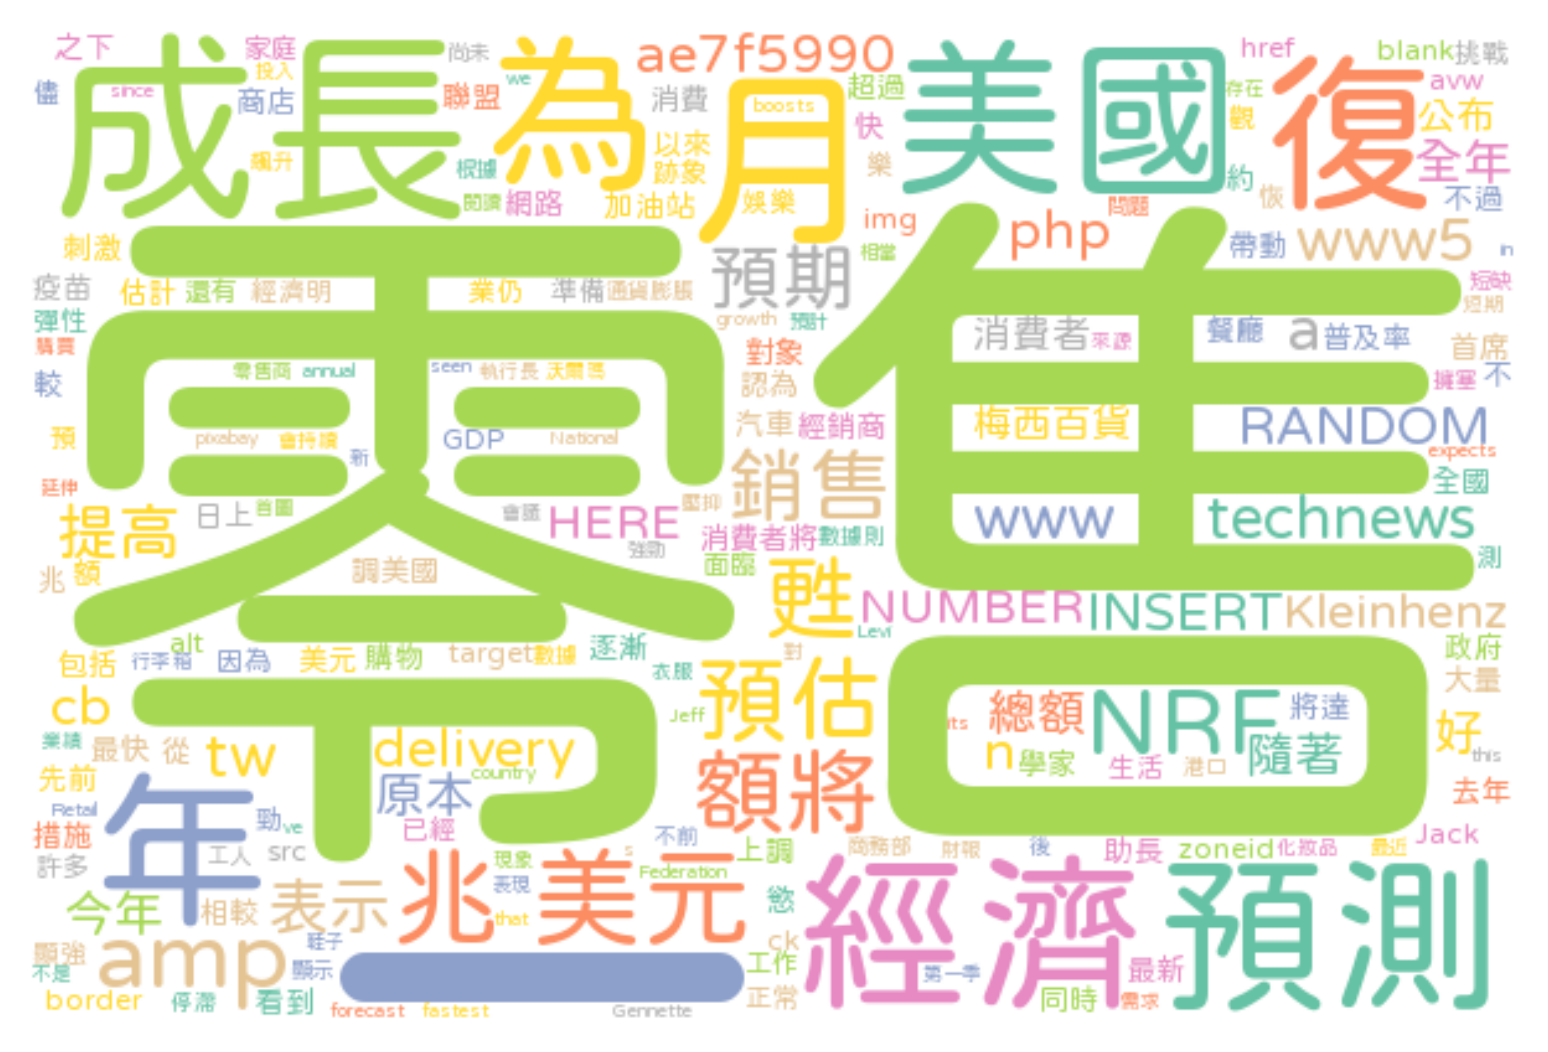 之下 家庭 尚未 ae7f5990 href blank 挑戰
儘 since 成長 投入 商店 聯盟 we 為 消費 boosts 月 超過 美國 存在 復 avw
飆升 根據 以來 跡象 快 樂 觀 公布 全年
閱讀 網路 加油站 娛樂 img 約 恢 不過
刺激 相當 php 問題 帶動 www5 in
疫苗 估計 還有 經濟明 業仍 準備 通貨膨脹 預期 短缺 短期
彈性 growth 預計 消費者 來源 餐廳 a 普及率 首席
購買 零售 對象
較 零售商 annual seen 執行長 沃爾瑪 認為 擁塞 不
預 pixabay 會持續 GDP National 汽車 經銷商 梅西百貨 RANDOM expects
新 延伸 銷售 全國
提高 日上 首圖 會議 HERE 壓抑 www technews
強勁 消費者將 數據則
兆 額 調美國 面臨 測
甦 NUMBER INSERT Kleinhenz
alt Levi
包括 行李箱 因為 美元 購物 target 數據 逐漸 對 政府
衣服 大量
cb Jeff 預估 its 總額 NRF 將達 好
業績 最快 從 tw delivery n 學家 生活 港口 隨著 this
先前 country 原本 額將 去年
Retail 年 勁 ve
措施 已經 不前 Jack
許多 工人 src 現象 s 上調 商務部 財報 後 助長 zoneid 化妝品 最近
表現 Federation
今年 相較 表示 兆美元 that 慾 經濟 預測
顯強 amp 鞋子 ck
不是 顯示 一 工作 第一季 最新
border 停滯 看到 正常 同時 需求
forecast fastest Gennette